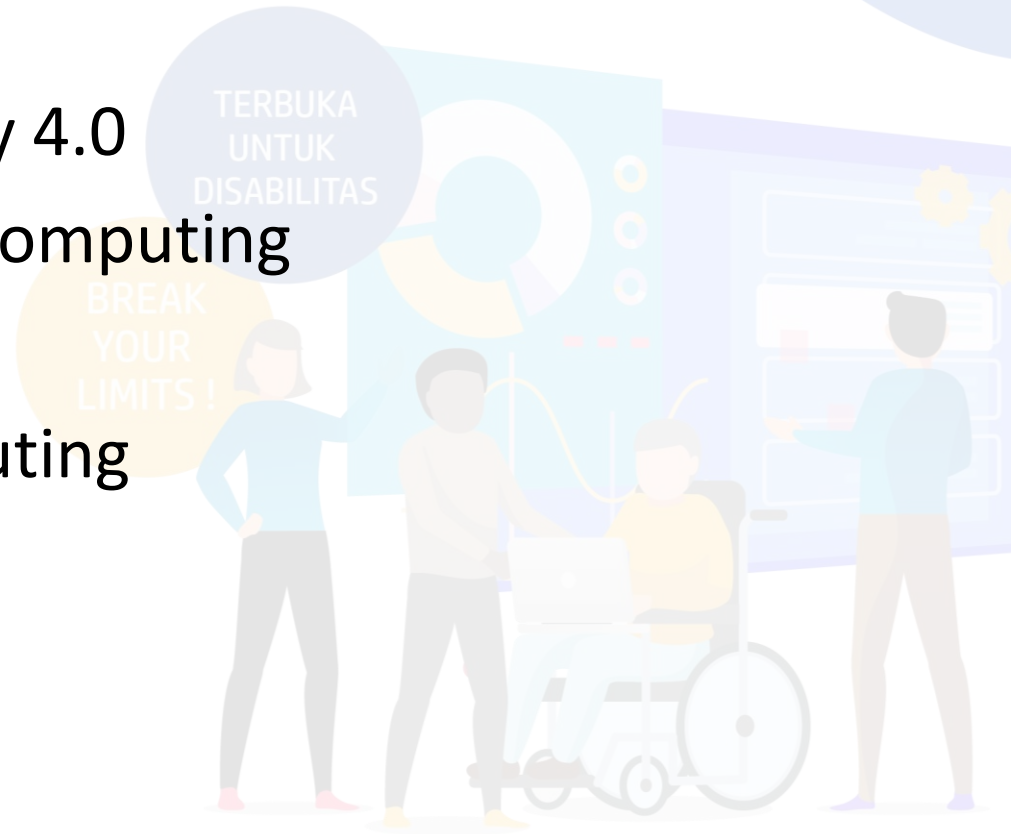 y 4.0
omputing
uting
TERBUKA
UNTUK
DISABILITAS
BREAK
YOUR
LIMITS !